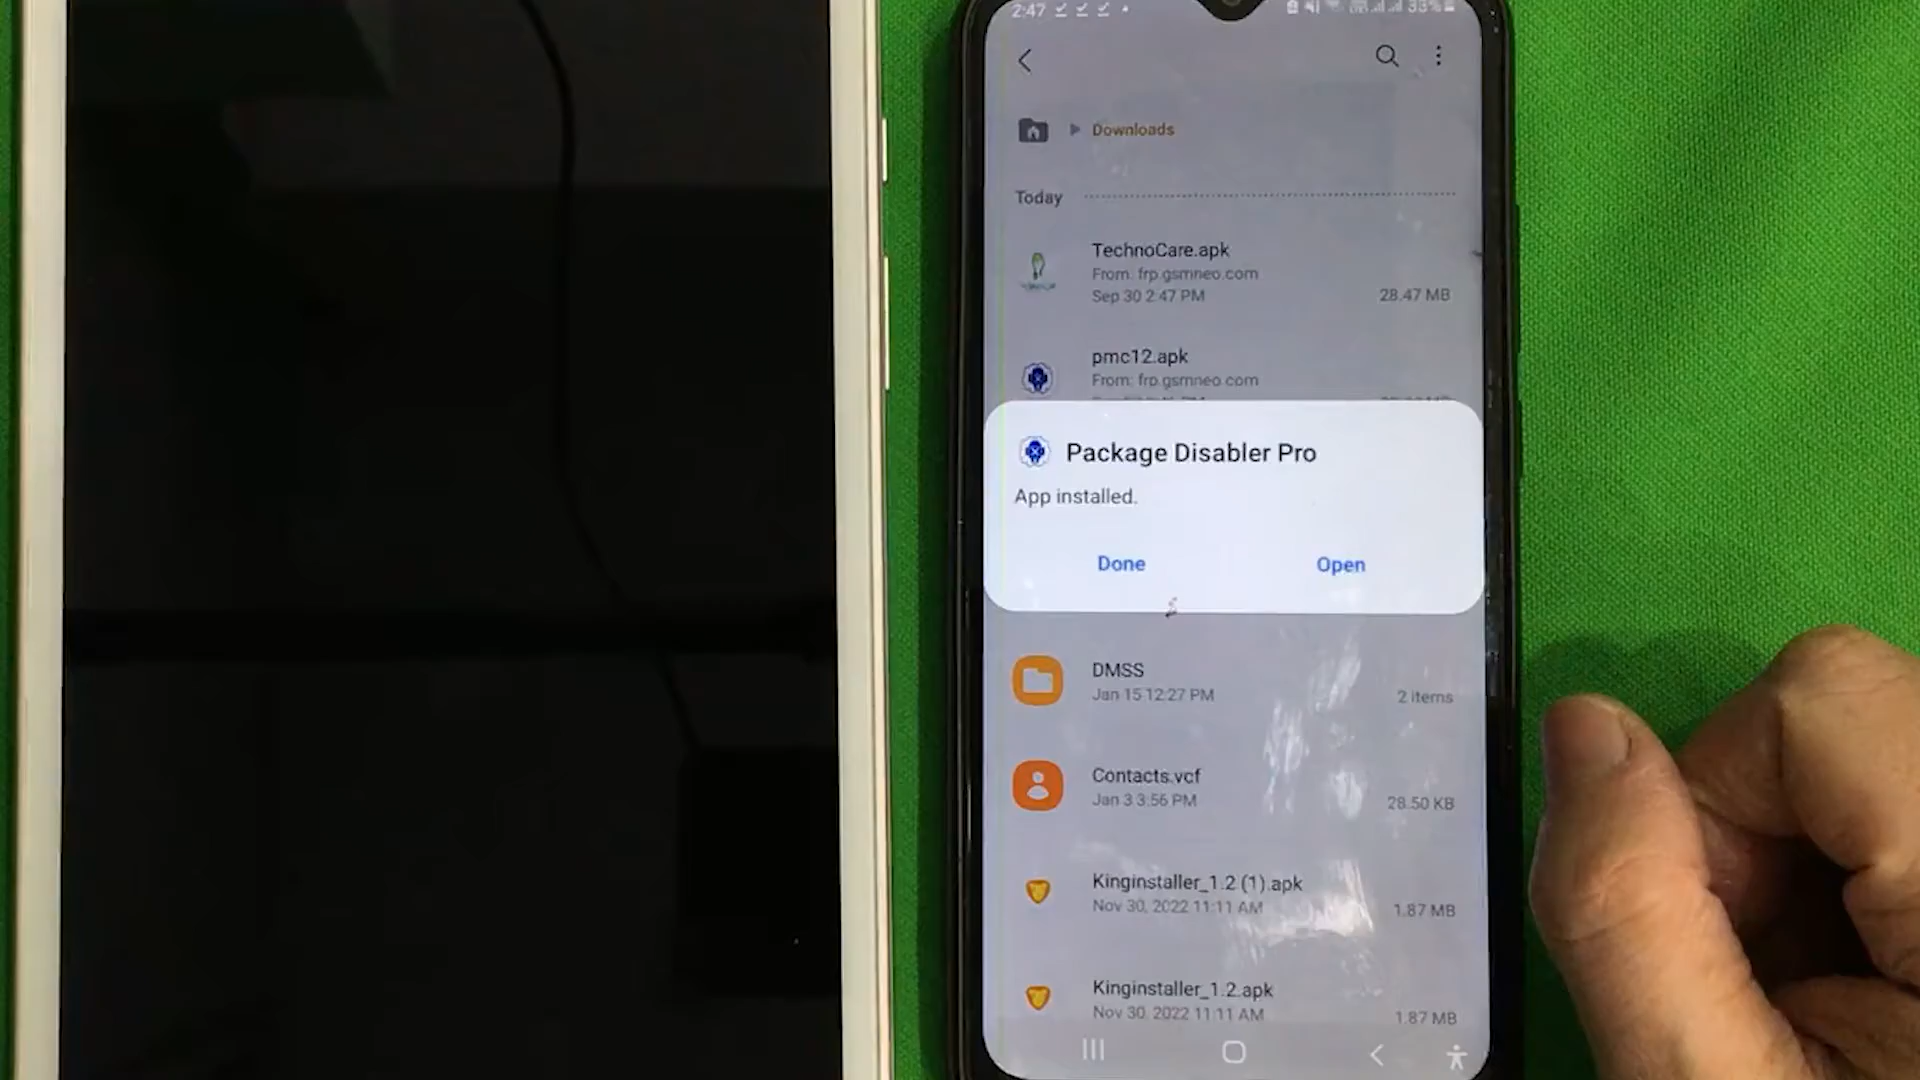 2:47
33%
Downloads
Today
TechnoCare.apk
From: frp.gsmneo.com
Sep 30 2:47 PM
28.47 MB
pmc12.apk
From: frp.gsmneo.com
Package Disabler Pro
App installed.
Done
Open
DMSS
Jan 15 12:27 PM
2 items
Contacts.vcf
Jan 3 3:56 PM
28.50 KB
Kinginstaller_1.2 (1).apk
Nov 30, 2022 11:11 AM
1.87 MB
Kinginstaller_1.2.apk
Nov 30, 2022 11:11 AM
1.87 MB